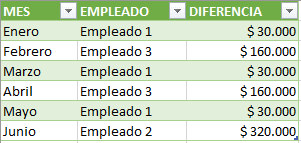 MES EMPLEADO DIFERENCIA
Enero Empleado 1 $ 30.000
Febrero Empleado 3 $ 160.000
Marzo Empleado 1 $ 30.000
Abril Empleado 3 $ 160.000
Mayo Empleado 1 $ 30.000
Junio Empleado 2 $ 320.000